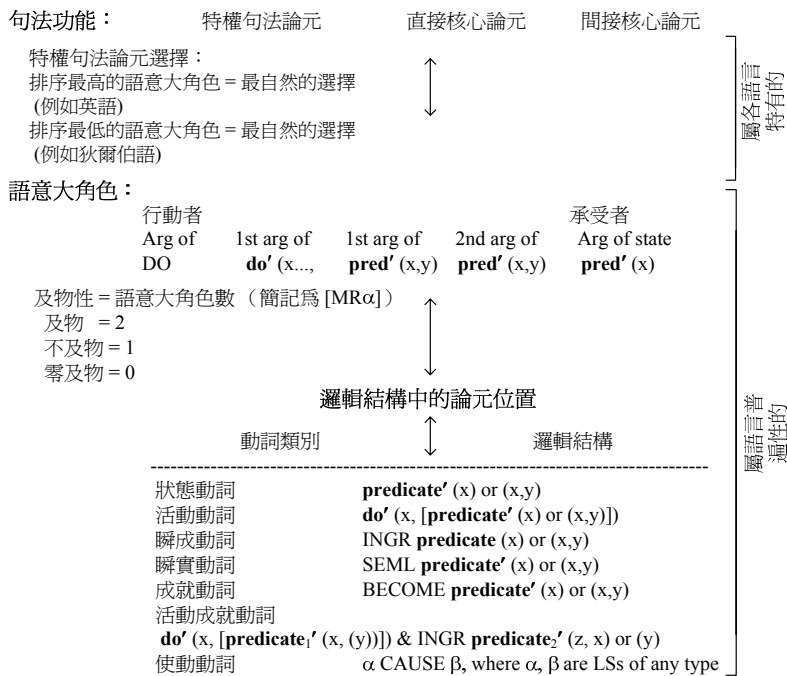 句法功能： 特權句法論元 直接核心論元 間接核心論元
特權句法論元選擇：
排序最高的語意大角色 = 最自然的選擇
(例如英語)
排序最低的語意大角色 = 最自然的選擇
(例如狄爾伯語)
屬各語言
特有的
語意大角色：
行動者 承受者
Arg of 1st arg of 1st arg of 2nd arg of Arg of state
DO do′ (x..., pred′ (x,y) pred′ (x,y) pred′ (x)
及物性 = 語意大角色數 （簡記爲 [MRα]）
及物 = 2
不及物 = 1
零及物 = 0
邏輯結構中的論元位置
動詞類別 邏輯結構
狀態動詞 predicate′ (x) or (x,y)
活動動詞 do′ (x, [predicate′ (x) or (x,y)])
瞬成動詞 INGR predicate (x) or (x,y)
瞬實動詞 SEML predicate′ (x) or (x,y)
成就動詞 BECOME predicate′ (x) or (x,y)
活動成就動詞
do′ (x, [predicate₁′ (x, (y))]) & INGR predicate₂′ (z, x) or (y)
使動動詞 α CAUSE β, where α, β are LSs of any type
屬語言普
遍性的